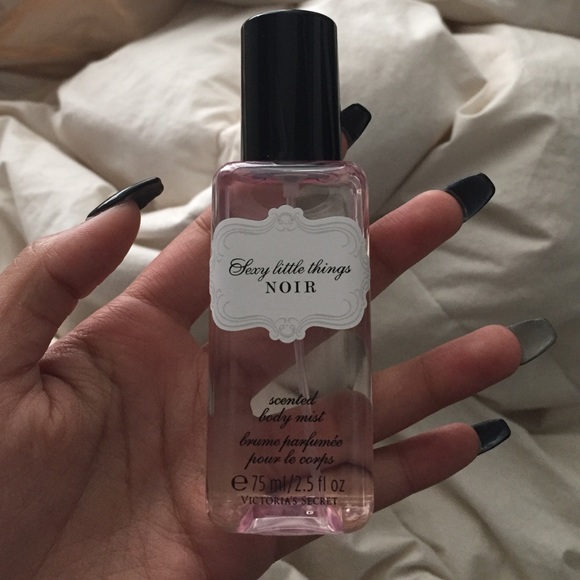 Sexy little things
NOIR
scented
body mist
brume parfumée
pour le corps
℮ 75 ml/2.5 fl oz
VICTORIA'S SECRET